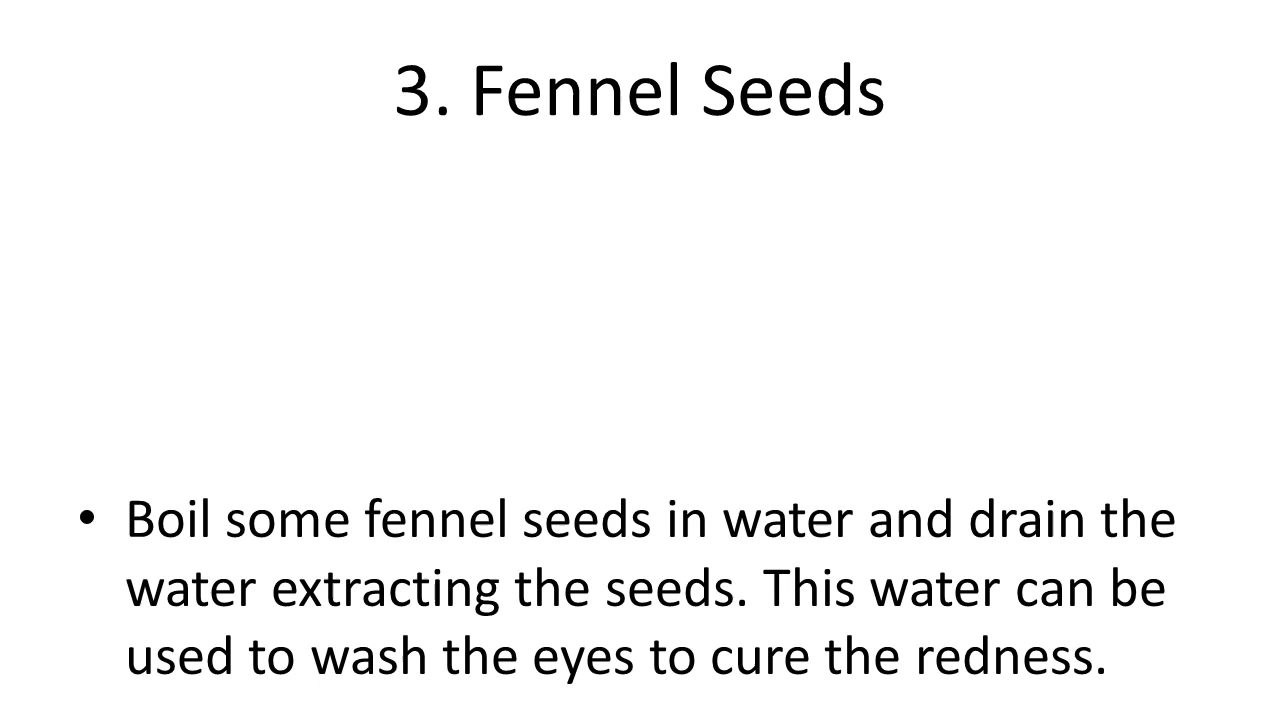 3. Fennel Seeds
• Boil some fennel seeds in water and drain the
water extracting the seeds. This water can be
used to wash the eyes to cure the redness.